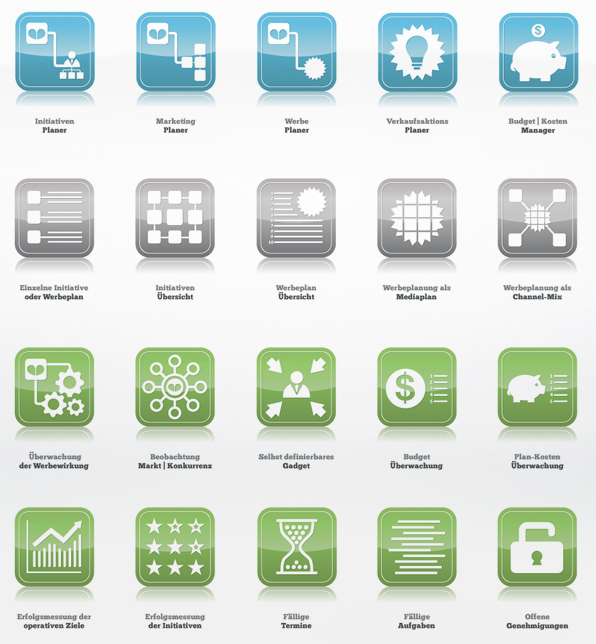 Initiativen
Planer
Marketing
Planer
Werbe
Planer
Verkaufsaktions
Planer
Budget | Kosten
Manager
Einzelne Initiative
oder Werbeplan
Initiativen
Übersicht
Werbeplan
Übersicht
Werbeplanung als
Mediaplan
Werbeplanung als
Channel-Mix
Überwachung
der Werbewirkung
Beobachtung
Markt | Konkurrenz
Selbst definierbares
Gadget
Budget
Überwachung
Plan-Kosten
Überwachung
Erfolgsmessung der
operativen Ziele
Erfolgsmessung
der Initiativen
Fällige
Termine
Fällige
Aufgaben
Offene
Genehmigungen